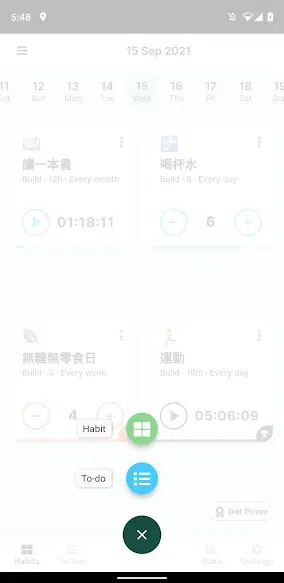 5:48
15 Sep 2021
11 12 13 14 15 16 17 18 19
Sat Sun Mon Tue Wed Thu Fri Sat Su
讀一本書
Build · 12h · Every month
01:18:11
喝杯水
Build · 8 · Every day
6
無糖無零食日
Build · 3 · Every week
4
運動
Build · 10m · Every day
05:06:09
Habit
To-do
Get Prime
Habits
To-dos
Stats
Settings